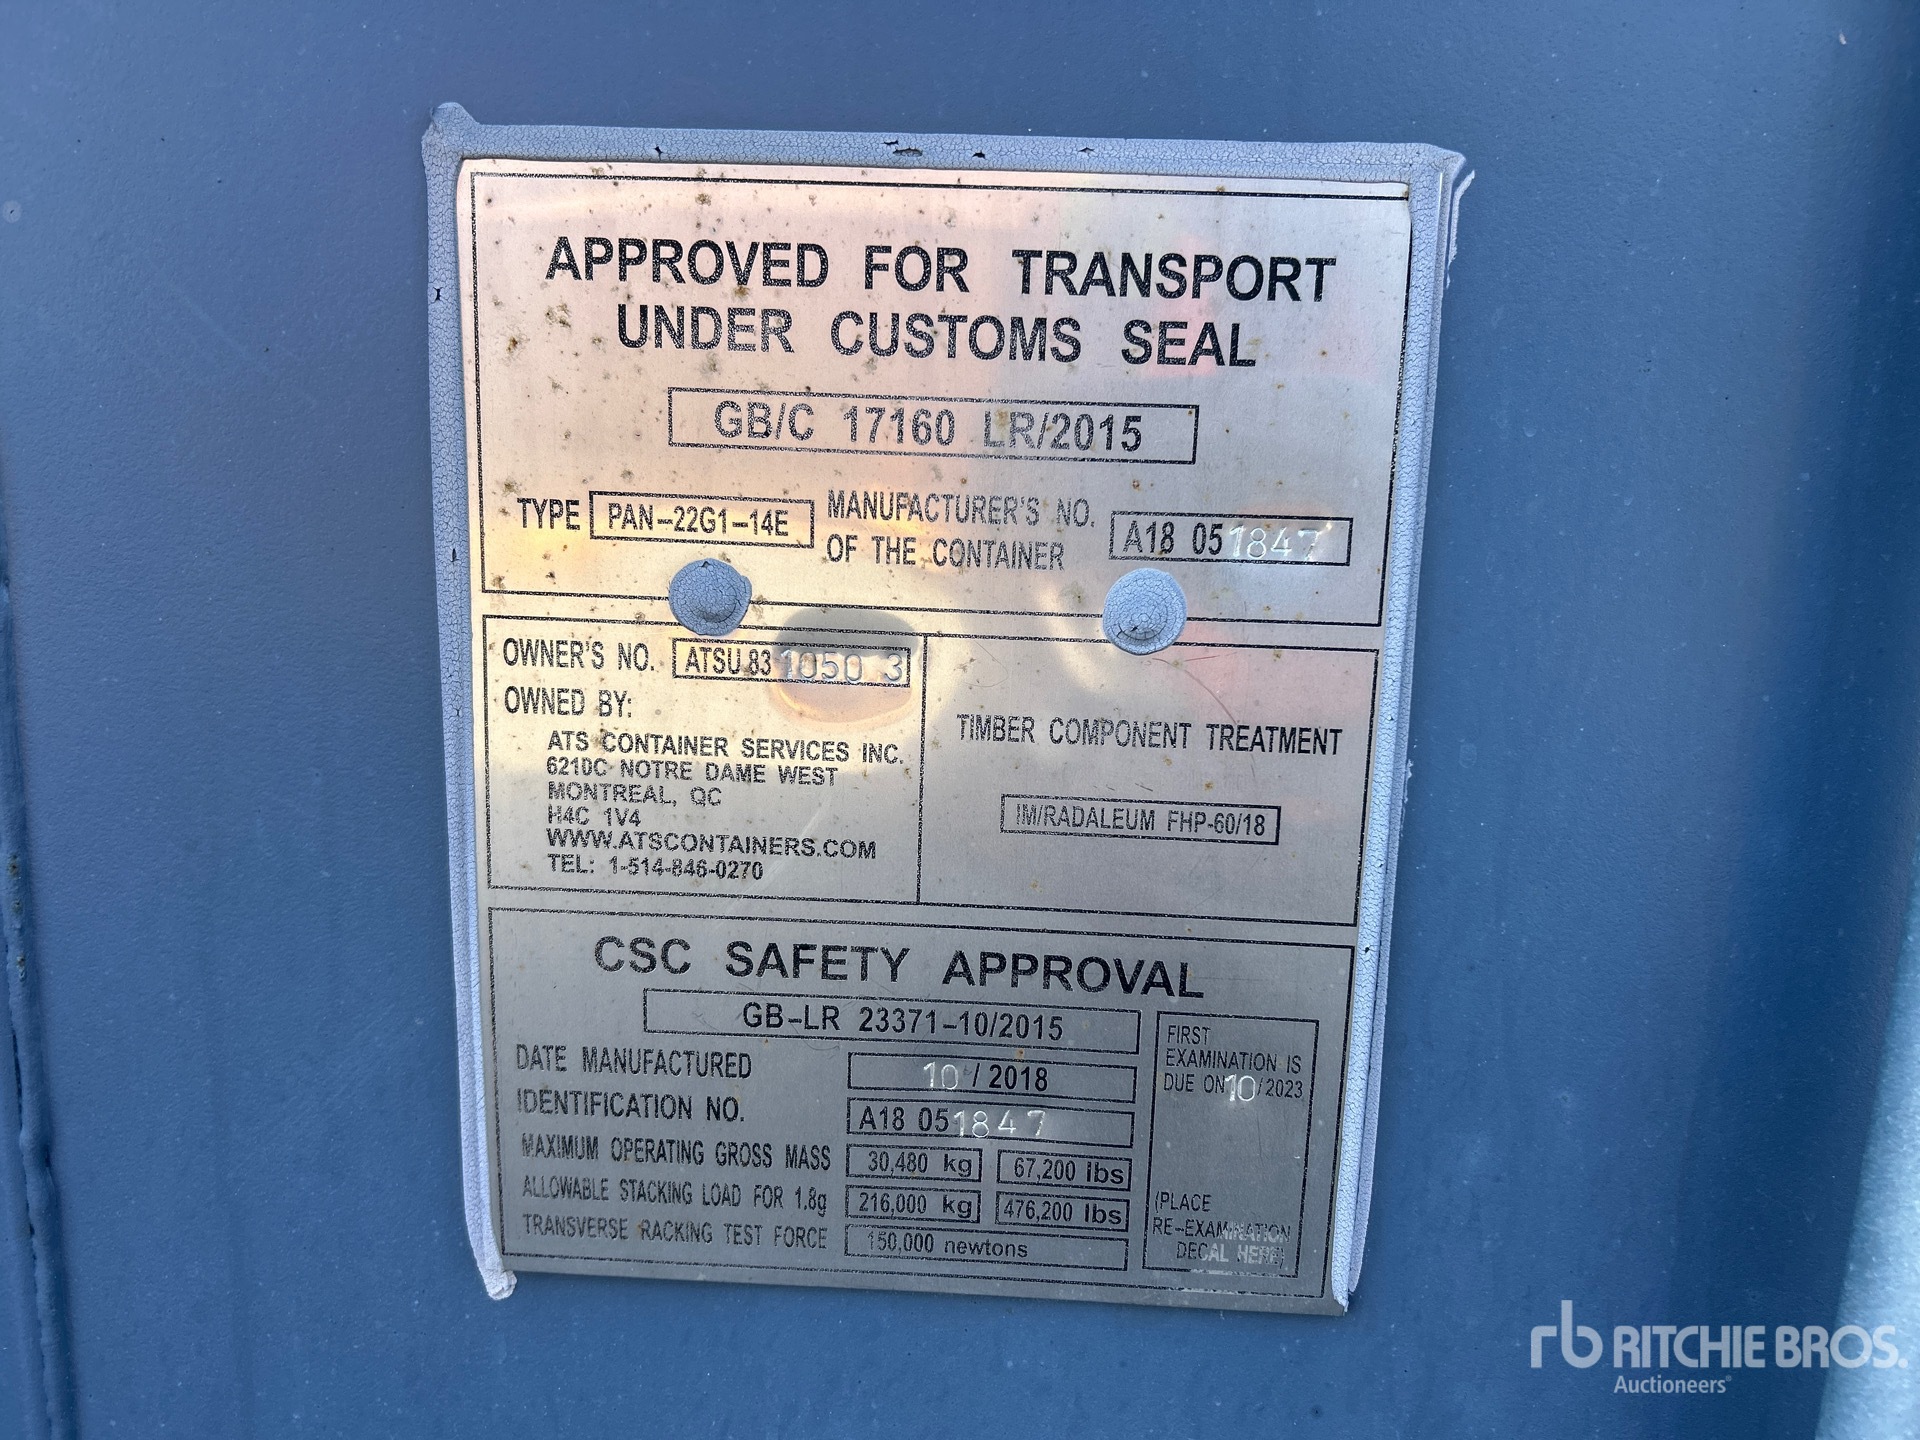 APPROVED FOR TRANSPORT
UNDER CUSTOMS SEAL
GB/C 17160 LR/2015
TYPE PAN-22G1-14E MANUFACTURER'S NO. OF THE CONTAINER A18 051847
OWNER'S NO. ATSU 831050 3
OWNED BY:
ATS CONTAINER SERVICES INC.
6210C NOTRE DAME WEST
MONTREAL, QC
H4C 1V4
WWW.ATSCONTAINERS.COM
TEL: 1-514-846-0270
TIMBER COMPONENT TREATMENT
IM/RADALEUM FHP-60/18
CSC SAFETY APPROVAL
GB-LR 23371-10/2015
DATE MANUFACTURED 10 / 2018
IDENTIFICATION NO. A18 051847
MAXIMUM OPERATING GROSS MASS 30,480 kg 67,200 lbs
ALLOWABLE STACKING LOAD FOR 1.8g 216,000 kg 476,200 lbs
TRANSVERSE RACKING TEST FORCE 150,000 newtons
FIRST
EXAMINATION IS
DUE ON 10/2023
(PLACE
RE-EXAMINATION
DECAL HERE)
rb RITCHIE BROS.
Auctioneers